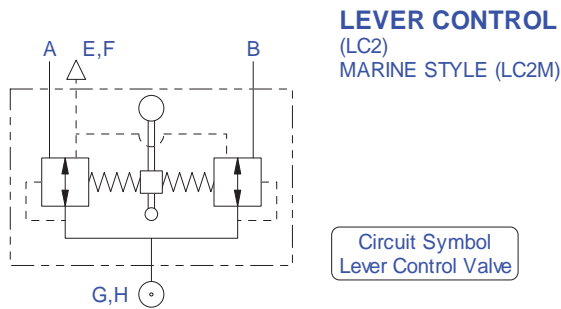 LEVER CONTROL
(LC2)
MARINE STYLE (LC2M)
A
E,F
B
G,H
Circuit Symbol
Lever Control Valve